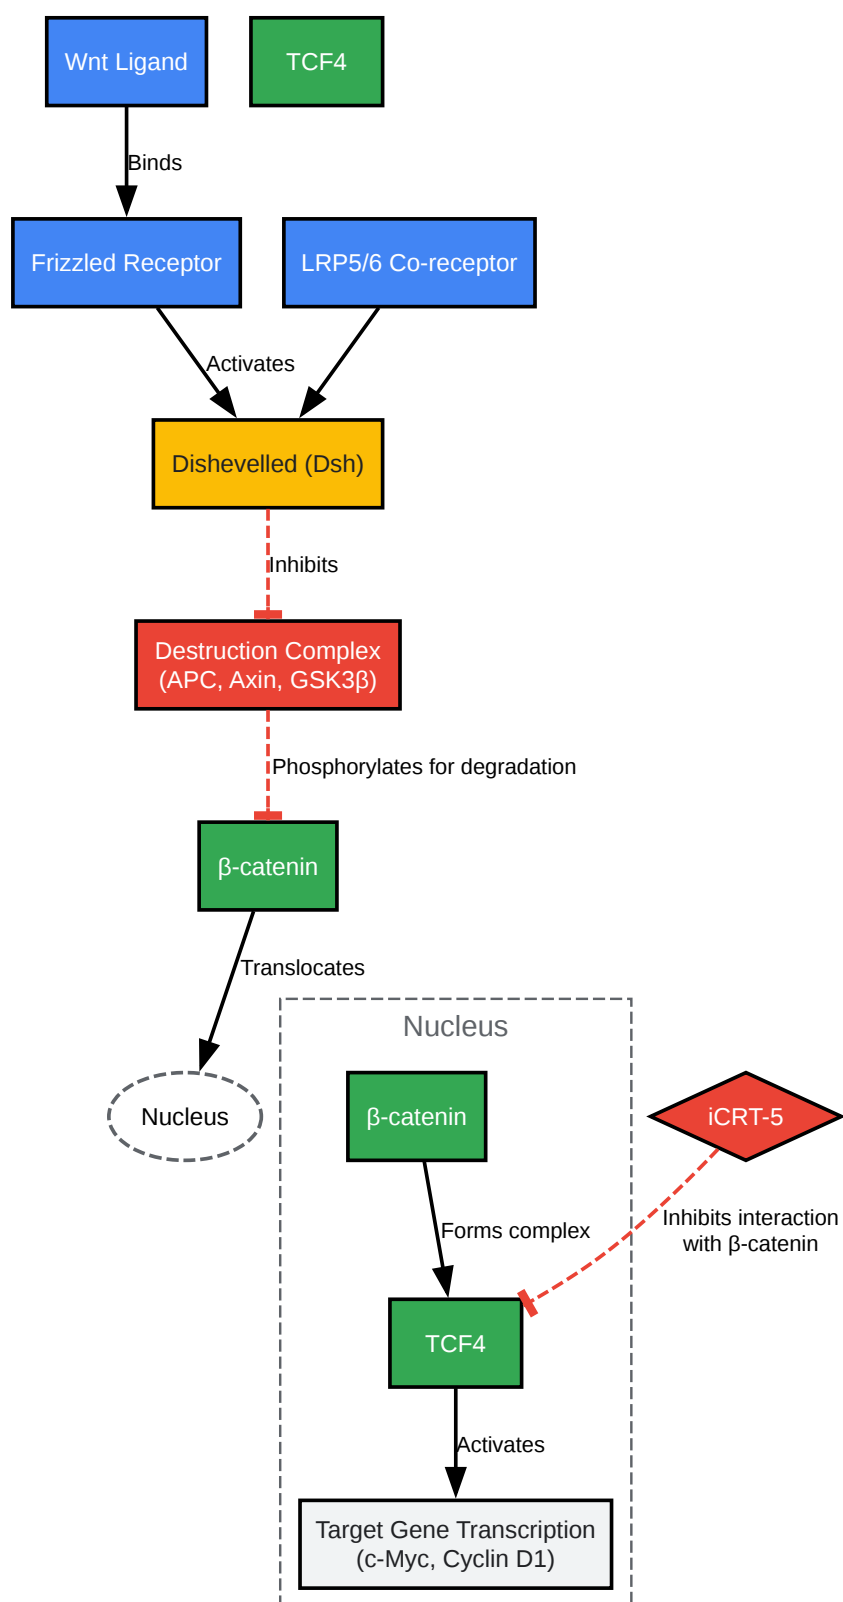 Wnt Ligand
TCF4
Binds
Frizzled Receptor
LRP5/6 Co-receptor
Activates
Dishevelled (Dsh)
Inhibits
Destruction Complex
(APC, Axin, GSK3β)
Phosphorylates for degradation
β-catenin
Translocates
Nucleus
Nucleus
β-catenin
iCRT-5
Forms complex
Inhibits interaction
with β-catenin
TCF4
Activates
Target Gene Transcription
(c-Myc, Cyclin D1)